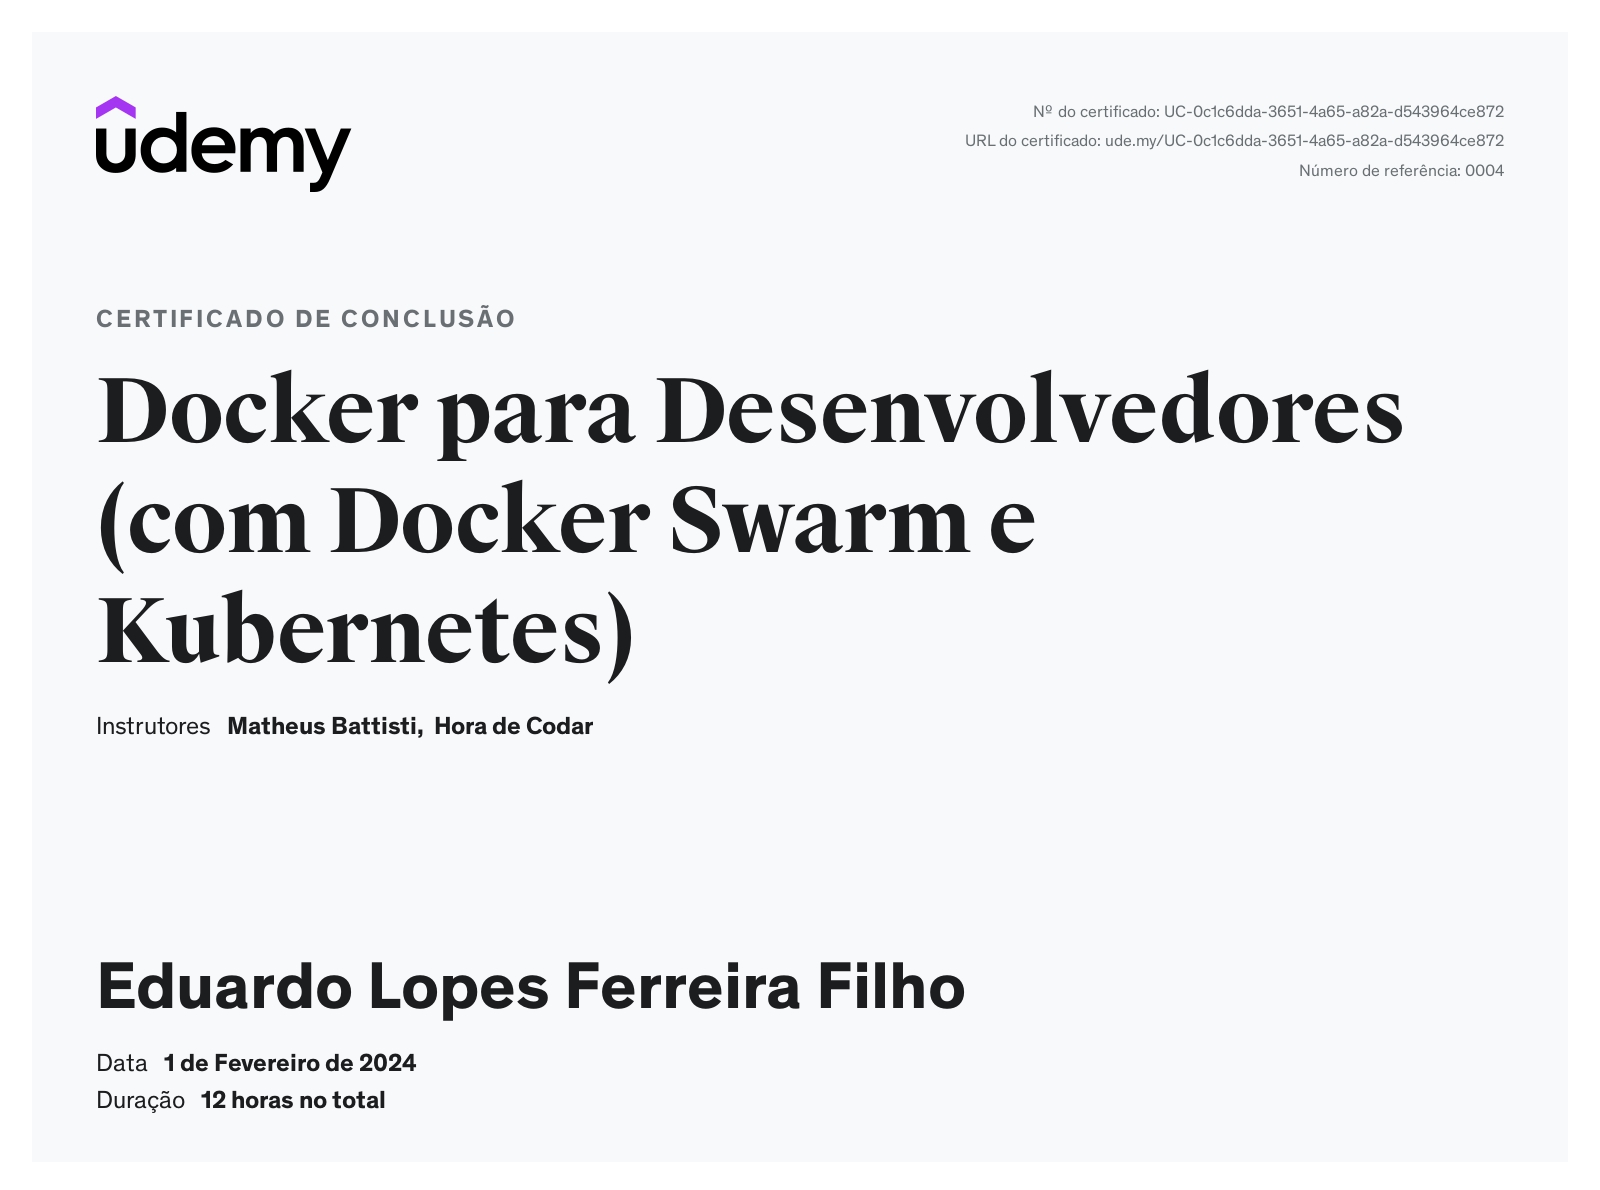 udemy
Nº do certificado: UC-0c1c6dda-3651-4a65-a82a-d543964ce872
URL do certificado: ude.my/UC-0c1c6dda-3651-4a65-a82a-d543964ce872
Número de referência: 0004
CERTIFICADO DE CONCLUSÃO
Docker para Desenvolvedores
(com Docker Swarm e
Kubernetes)
Instrutores Matheus Battisti, Hora de Codar
Eduardo Lopes Ferreira Filho
Data 1 de Fevereiro de 2024
Duração 12 horas no total